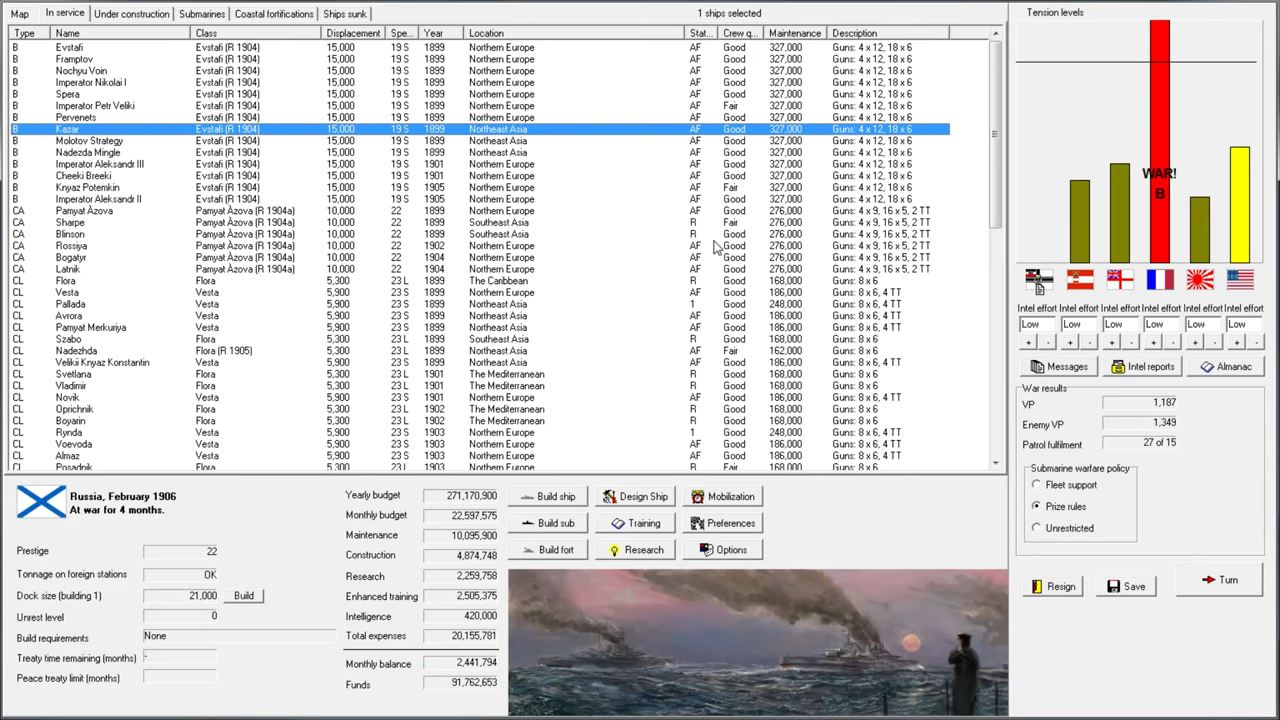 Map In service Under construction Submarines Coastal fortifications Ships sunk 1 ships selected Tension levels
Type Name Class Displacement Spe... Year Location Stat... Crew q... Maintenance Description
B Evstafi Evstafi (R 1904) 15,000 19 S 1899 Northern Europe AF Good 327,000 Guns: 4 x 12, 18 x 6
B Framptov Evstafi (R 1904) 15,000 19 S 1899 Northern Europe AF Good 327,000 Guns: 4 x 12, 18 x 6
B Nochyu Voin Evstafi (R 1904) 15,000 19 S 1899 Northern Europe AF Good 327,000 Guns: 4 x 12, 18 x 6
B Imperator Nikolai I Evstafi (R 1904) 15,000 19 S 1899 Northern Europe AF Good 327,000 Guns: 4 x 12, 18 x 6
B Spera Evstafi (R 1904) 15,000 19 S 1899 Northern Europe AF Good 327,000 Guns: 4 x 12, 18 x 6
B Imperator Petr Veliki Evstafi (R 1904) 15,000 19 S 1899 Northern Europe AF Fair 327,000 Guns: 4 x 12, 18 x 6
B Pervenets Evstafi (R 1904) 15,000 19 S 1899 Northern Europe AF Good 327,000 Guns: 4 x 12, 18 x 6
B Kazar Evstafi (R 1904) 15,000 19 S 1899 Northeast Asia AF Good 327,000 Guns: 4 x 12, 18 x 6
B Molotov Strategy Evstafi (R 1904) 15,000 19 S 1899 Northeast Asia AF Good 327,000 Guns: 4 x 12, 18 x 6
B Nadezda Mingle Evstafi (R 1904) 15,000 19 S 1899 Northeast Asia AF Good 327,000 Guns: 4 x 12, 18 x 6
B Imperator Aleksandr III Evstafi (R 1904) 15,000 19 S 1901 Northern Europe AF Good 327,000 Guns: 4 x 12, 18 x 6
B Cheeki Breeki Evstafi (R 1904) 15,000 19 S 1901 Northern Europe AF Good 327,000 Guns: 4 x 12, 18 x 6
B Knyaz Potemkin Evstafi (R 1904) 15,000 19 S 1905 Northern Europe AF Fair 327,000 Guns: 4 x 12, 18 x 6
B Imperator Aleksandr II Evstafi (R 1904) 15,000 19 S 1905 Northern Europe AF Good 327,000 Guns: 4 x 12, 18 x 6
CA Pamyat Àzova Pamyat Àzova (R 1904a) 10,000 22 1899 Northern Europe AF Good 276,000 Guns: 4 x 9, 16 x 5, 2 TT
CA Sharpe Pamyat Àzova (R 1904a) 10,000 22 1899 Southeast Asia R Fair 276,000 Guns: 4 x 9, 16 x 5, 2 TT
CA Blinson Pamyat Àzova (R 1904a) 10,000 22 1899 Southeast Asia R Good 276,000 Guns: 4 x 9, 16 x 5, 2 TT
CA Rossiya Pamyat Àzova (R 1904a) 10,000 22 1902 Northern Europe AF Good 276,000 Guns: 4 x 9, 16 x 5, 2 TT
CA Bogatyr Pamyat Àzova (R 1904a) 10,000 22 1904 Northern Europe AF Good 276,000 Guns: 4 x 9, 16 x 5, 2 TT
CA Latnik Pamyat Àzova (R 1904a) 10,000 22 1904 Northern Europe AF Good 276,000 Guns: 4 x 9, 16 x 5, 2 TT
CL Flora Flora 5,300 23 S 1899 The Caribbean R Good 168,000 Guns: 8 x 6
CL Vesta Vesta 5,900 23 S 1899 Northern Europe AF Good 186,000 Guns: 8 x 6, 4 TT
CL Pallada Vesta 5,900 23 S 1899 Northeast Asia 1 Good 248,000 Guns: 8 x 6, 4 TT
CL Avrora Vesta 5,900 23 S 1899 Northeast Asia AF Good 186,000 Guns: 8 x 6, 4 TT
CL Pamyat Merkuriya Vesta 5,900 23 S 1899 Northeast Asia AF Good 186,000 Guns: 8 x 6, 4 TT
CL Szabo Flora 5,300 23 S 1899 Southeast Asia R Good 168,000 Guns: 8 x 6
CL Nadezhda Flora (R 1905) 5,300 23 S 1899 Northeast Asia AF Fair 162,000 Guns: 8 x 6
CL Velikii Knyaz Konstantin Vesta 5,900 23 S 1899 Northeast Asia AF Good 186,000 Guns: 8 x 6, 4 TT
CL Svetlana Flora 5,300 23 L 1901 The Mediterranean R Good 168,000 Guns: 8 x 6
CL Vladimir Flora 5,300 23 L 1901 The Mediterranean R Good 168,000 Guns: 8 x 6
CL Novik Vesta 5,900 23 S 1901 Northern Europe AF Good 186,000 Guns: 8 x 6, 4 TT
CL Oprichnik Flora 5,300 23 L 1902 The Mediterranean R Good 168,000 Guns: 8 x 6
CL Boyarin Flora 5,300 23 L 1902 The Mediterranean R Good 168,000 Guns: 8 x 6
CL Rynda Vesta 5,900 23 S 1903 Northern Europe 1 Good 248,000 Guns: 8 x 6, 4 TT
CL Voevoda Vesta 5,900 23 S 1903 Northern Europe AF Good 186,000 Guns: 8 x 6, 4 TT
CL Almaz Vesta 5,900 23 S 1903 Northern Europe AF Good 186,000 Guns: 8 x 6, 4 TT
CL Posadnik Flora 5,300 23 L 1903 Northern Europe R Fair 168,000 Guns: 8 x 6
WAR!
B
Intel effort Intel effort Intel effort Intel effort Intel effort Intel effort
Low Low Low Low Low Low
+ - + - + - + - + - + -
Messages Intel reports Almanac
War results
VP 1,187
Enemy VP 1,349
Patrol fulfilment 27 of 15
Submarine warfare policy
Fleet support
Prize rules
Unrestricted
Resign Save Turn
Russia, February 1906
At war for 4 months.
Prestige 22
Tonnage on foreign stations OK
Dock size (building 1) 21,000 Build
Unrest level 0
Build requirements None
Treaty time remaining (months) -
Peace treaty limit (months)
Yearly budget 271,170,900
Monthly budget 22,597,575
Maintenance 10,095,900
Construction 4,874,748
Research 2,259,758
Enhanced training 2,505,375
Intelligence 420,000
Total expenses 20,155,781
Monthly balance 2,441,794
Funds 91,762,653
Build ship Design Ship Mobilization
Build sub Training Preferences
Build fort Research Options